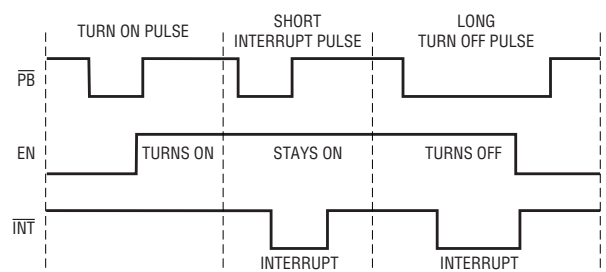 TURN ON PULSE
SHORT
INTERRUPT PULSE
LONG
TURN OFF PULSE
PB
EN
TURNS ON
STAYS ON
TURNS OFF
INT
INTERRUPT
INTERRUPT